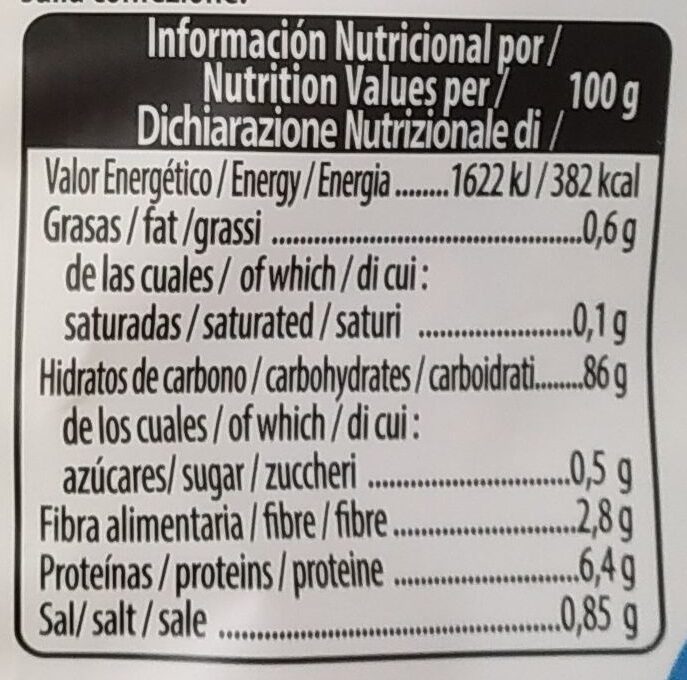 Información Nutricional por/
Nutrition Values per/ 100 g
Dichiarazione Nutrizionale di /
Valor Energético / Energy / Energia ........ 1622 kJ / 382 kcal
Grasas / fat /grassi ..........................................0,6 g
de las cuales / of which / di cui :
saturadas / saturated / saturi .....................0,1 g
Hidratos de carbono / carbohydrates / carboidrati........86 g
de los cuales / of which / di cui :
azúcares/ sugar / zuccheri ...........................0,5 g
Fibra alimentaria / fibre / fibre.........................2,8 g
Proteínas / proteins / proteine .........................6,4 g
Sal/ salt / sale ...............................................0,85 g